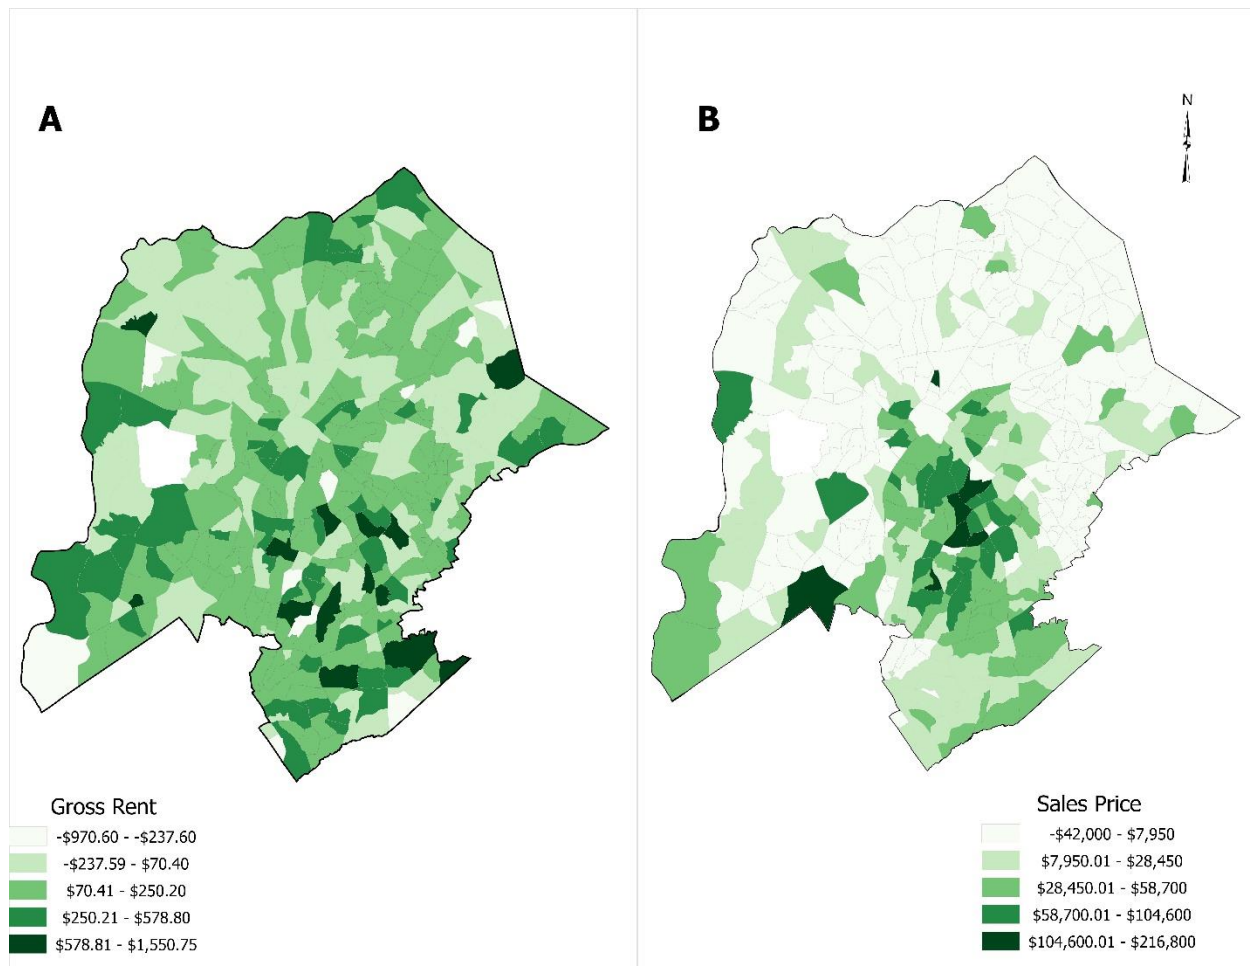 A
B
N
Gross Rent
-$970.60 - -$237.60
-$237.59 - $70.40
$70.41 - $250.20
$250.21 - $578.80
$578.81 - $1,550.75
Sales Price
-$42,000 - $7,950
$7,950.01 - $28,450
$28,450.01 - $58,700
$58,700.01 - $104,600
$104,600.01 - $216,800